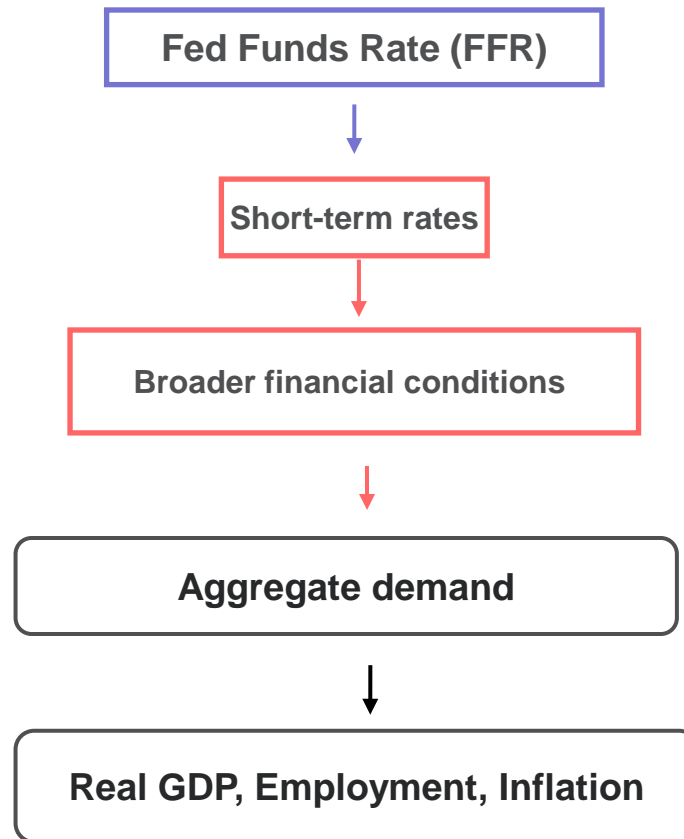 Fed Funds Rate (FFR)
Short-term rates
Broader financial conditions
Aggregate demand
Real GDP, Employment, Inflation